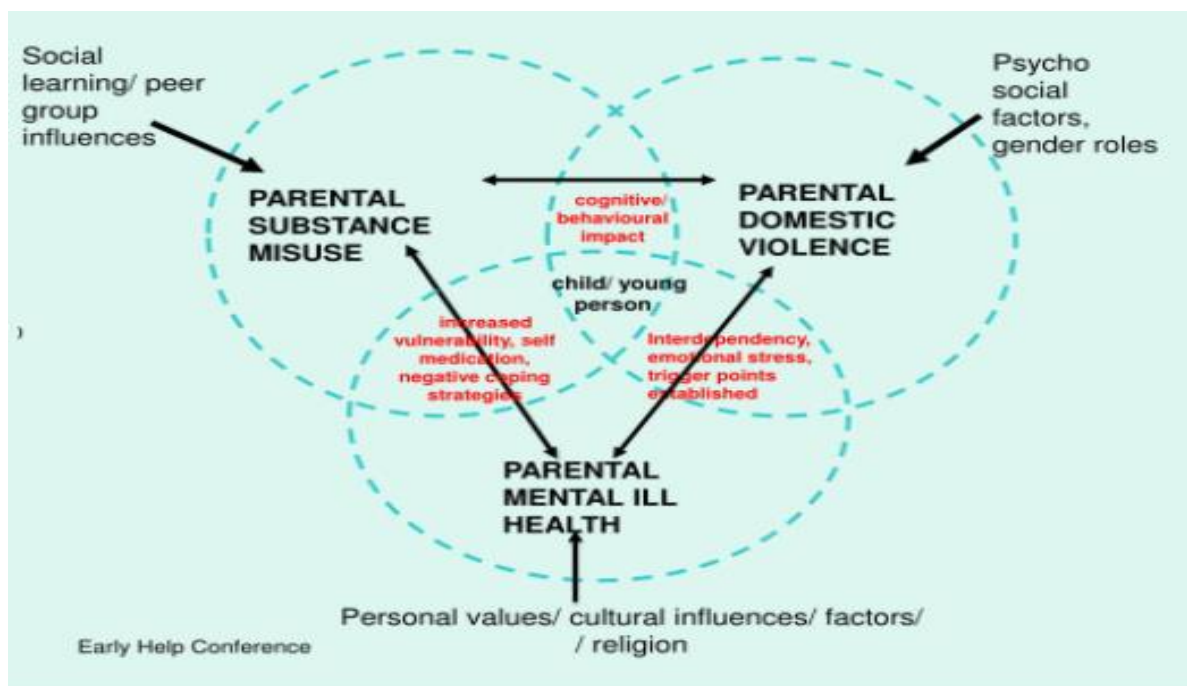 Social
learning/ peer
group
influences
Psycho
social
factors,
gender roles
PARENTAL
SUBSTANCE
MISUSE
PARENTAL
DOMESTIC
VIOLENCE
cognitive/
behavioural
impact
child/ young
person
increased
vulnerability, self
medication,
negative coping
strategies
Interdependency,
emotional stress,
trigger points
established
)
PARENTAL
MENTAL ILL
HEALTH
Personal values/ cultural influences/ factors/
/ religion
Early Help Conference